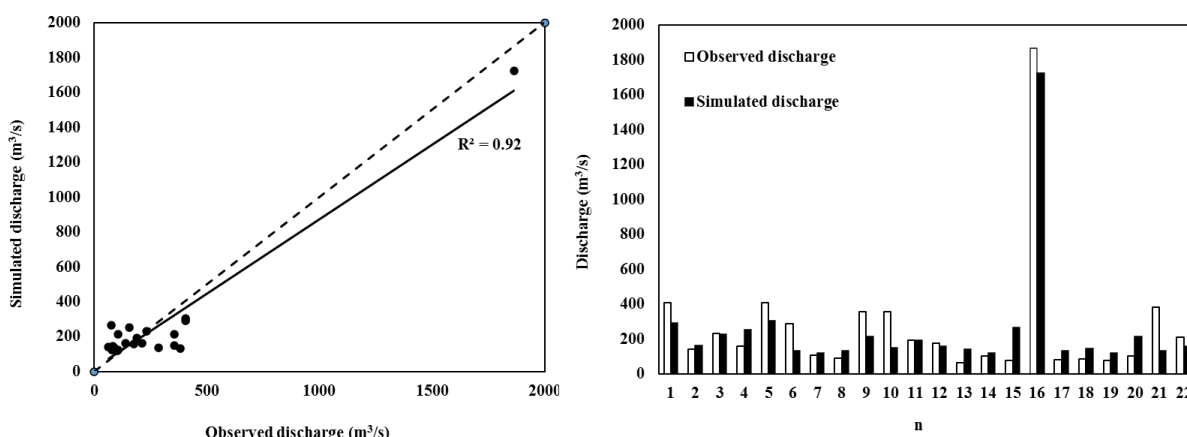 2000
1800
1600
1400
1200
1000
800
600
400
200
0
Simulated discharge (m³/s)
R² = 0.92
0 500 1000 1500 2000
Observed discharge (m³/s)
2000
1800
1600
1400
1200
1000
800
600
400
200
0
Discharge (m³/s)
Observed discharge
Simulated discharge
1 2 3 4 5 6 7 8 9 10 11 12 13 14 15 16 17 18 19 20 21 22
n